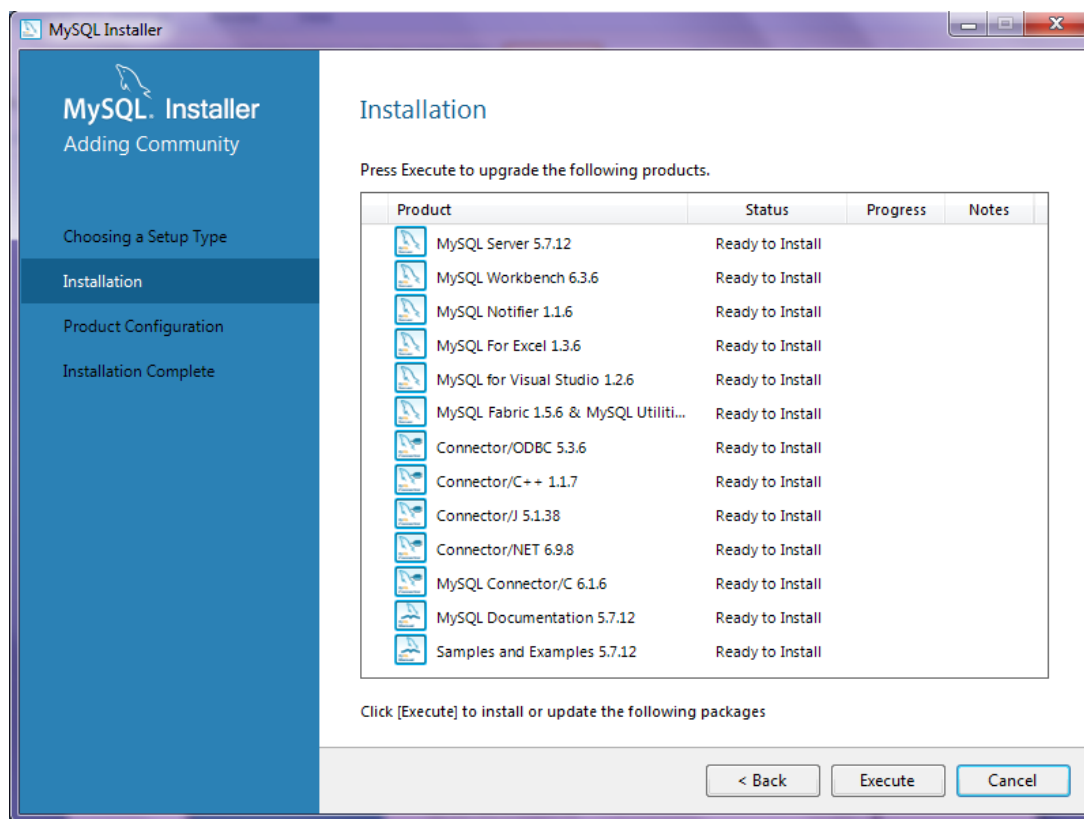 MySQL Installer
MySQL. Installer
Adding Community
Choosing a Setup Type
Installation
Product Configuration
Installation Complete
Installation
Press Execute to upgrade the following products.
Product Status Progress Notes
MySQL Server 5.7.12 Ready to Install
MySQL Workbench 6.3.6 Ready to Install
MySQL Notifier 1.1.6 Ready to Install
MySQL For Excel 1.3.6 Ready to Install
MySQL for Visual Studio 1.2.6 Ready to Install
MySQL Fabric 1.5.6 & MySQL Utiliti... Ready to Install
Connector/ODBC 5.3.6 Ready to Install
Connector/C++ 1.1.7 Ready to Install
Connector/J 5.1.38 Ready to Install
Connector/NET 6.9.8 Ready to Install
MySQL Connector/C 6.1.6 Ready to Install
MySQL Documentation 5.7.12 Ready to Install
Samples and Examples 5.7.12 Ready to Install
Click [Execute] to install or update the following packages
< Back Execute Cancel